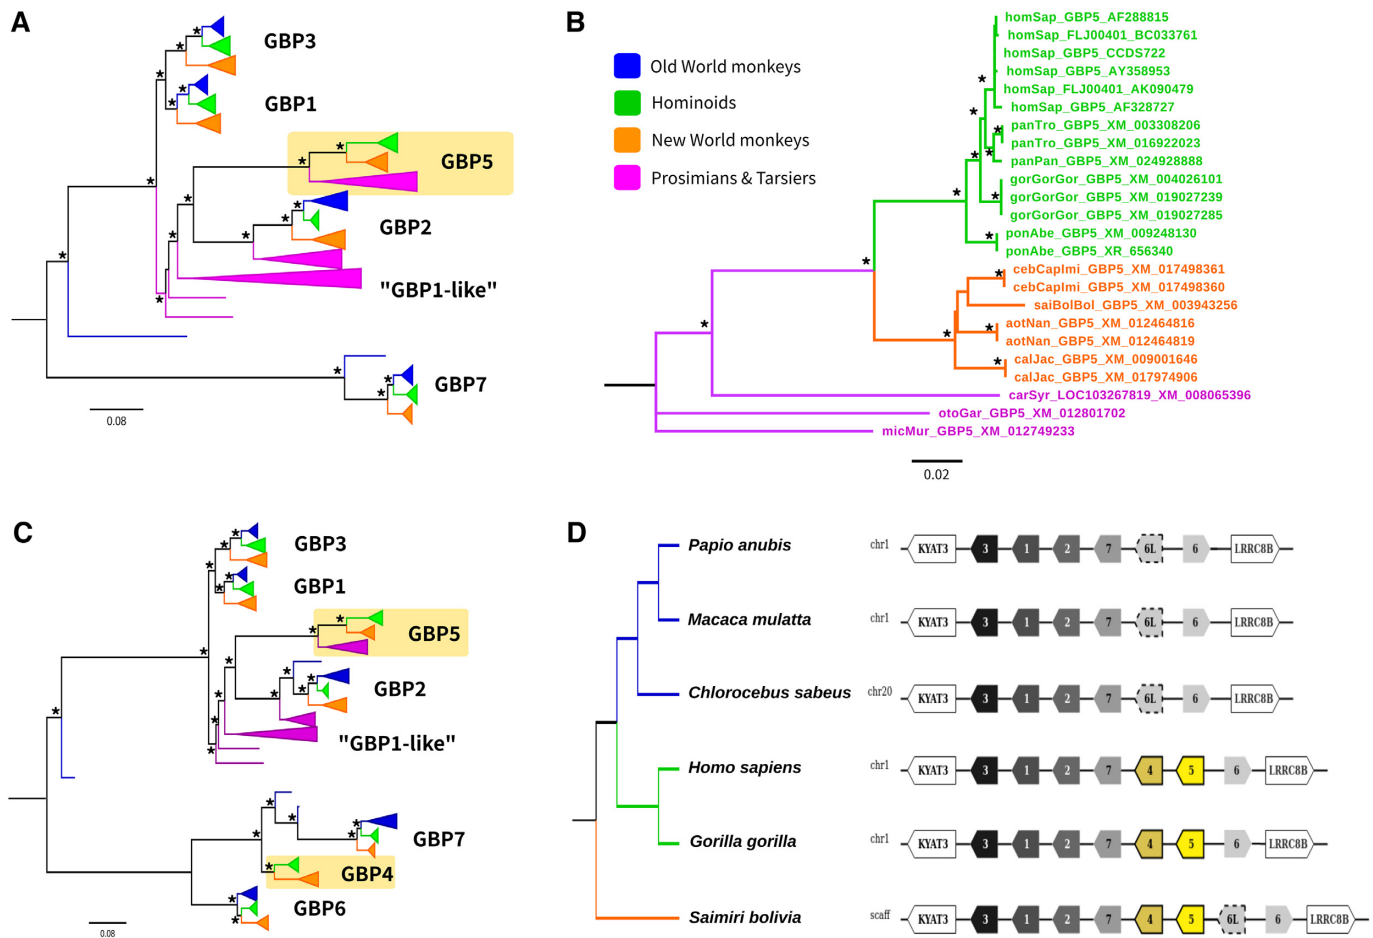 A
GBP3
GBP1
GBP5
GBP2
"GBP1-like"
GBP7
0.08
B
Old World monkeys
Hominoids
New World monkeys
Prosimians & Tarsiers
homSap_GBP5_AF288815
homSap_FLJ00401_BC033761
homSap_GBP5_CCDS722
homSap_GBP5_AY358953
homSap_FLJ00401_AK090479
homSap_GBP5_AF328727
panTro_GBP5_XM_003308206
panTro_GBP5_XM_016922023
panPan_GBP5_XM_024928888
gorGorGor_GBP5_XM_004026101
gorGorGor_GBP5_XM_019027239
gorGorGor_GBP5_XM_019027285
ponAbe_GBP5_XM_009248130
ponAbe_GBP5_XR_656340
cebCapImi_GBP5_XM_017498361
cebCapImi_GBP5_XM_017498360
saiBolBol_GBP5_XM_003943256
aotNan_GBP5_XM_012464816
aotNan_GBP5_XM_012464819
calJac_GBP5_XM_009001646
calJac_GBP5_XM_017974906
carSyr_LOC103267819_XM_008065396
otoGar_GBP5_XM_012801702
micMur_GBP5_XM_012749233
0.02
C
GBP3
GBP1
GBP5
GBP2
"GBP1-like"
GBP7
GBP4
GBP6
0.08
D
Papio anubis chr1 KYAT3 3 1 2 7 6L 6 LRRC8B
Macaca mulatta chr1 KYAT3 3 1 2 7 6L 6 LRRC8B
Chlorocebus sabeus chr20 KYAT3 3 1 2 7 6L 6 LRRC8B
Homo sapiens chr1 KYAT3 3 1 2 7 4 5 6 LRRC8B
Gorilla gorilla chr1 KYAT3 3 1 2 7 4 5 6 LRRC8B
Saimiri bolivia scaff KYAT3 3 1 2 7 4 5 6L 6 LRRC8B